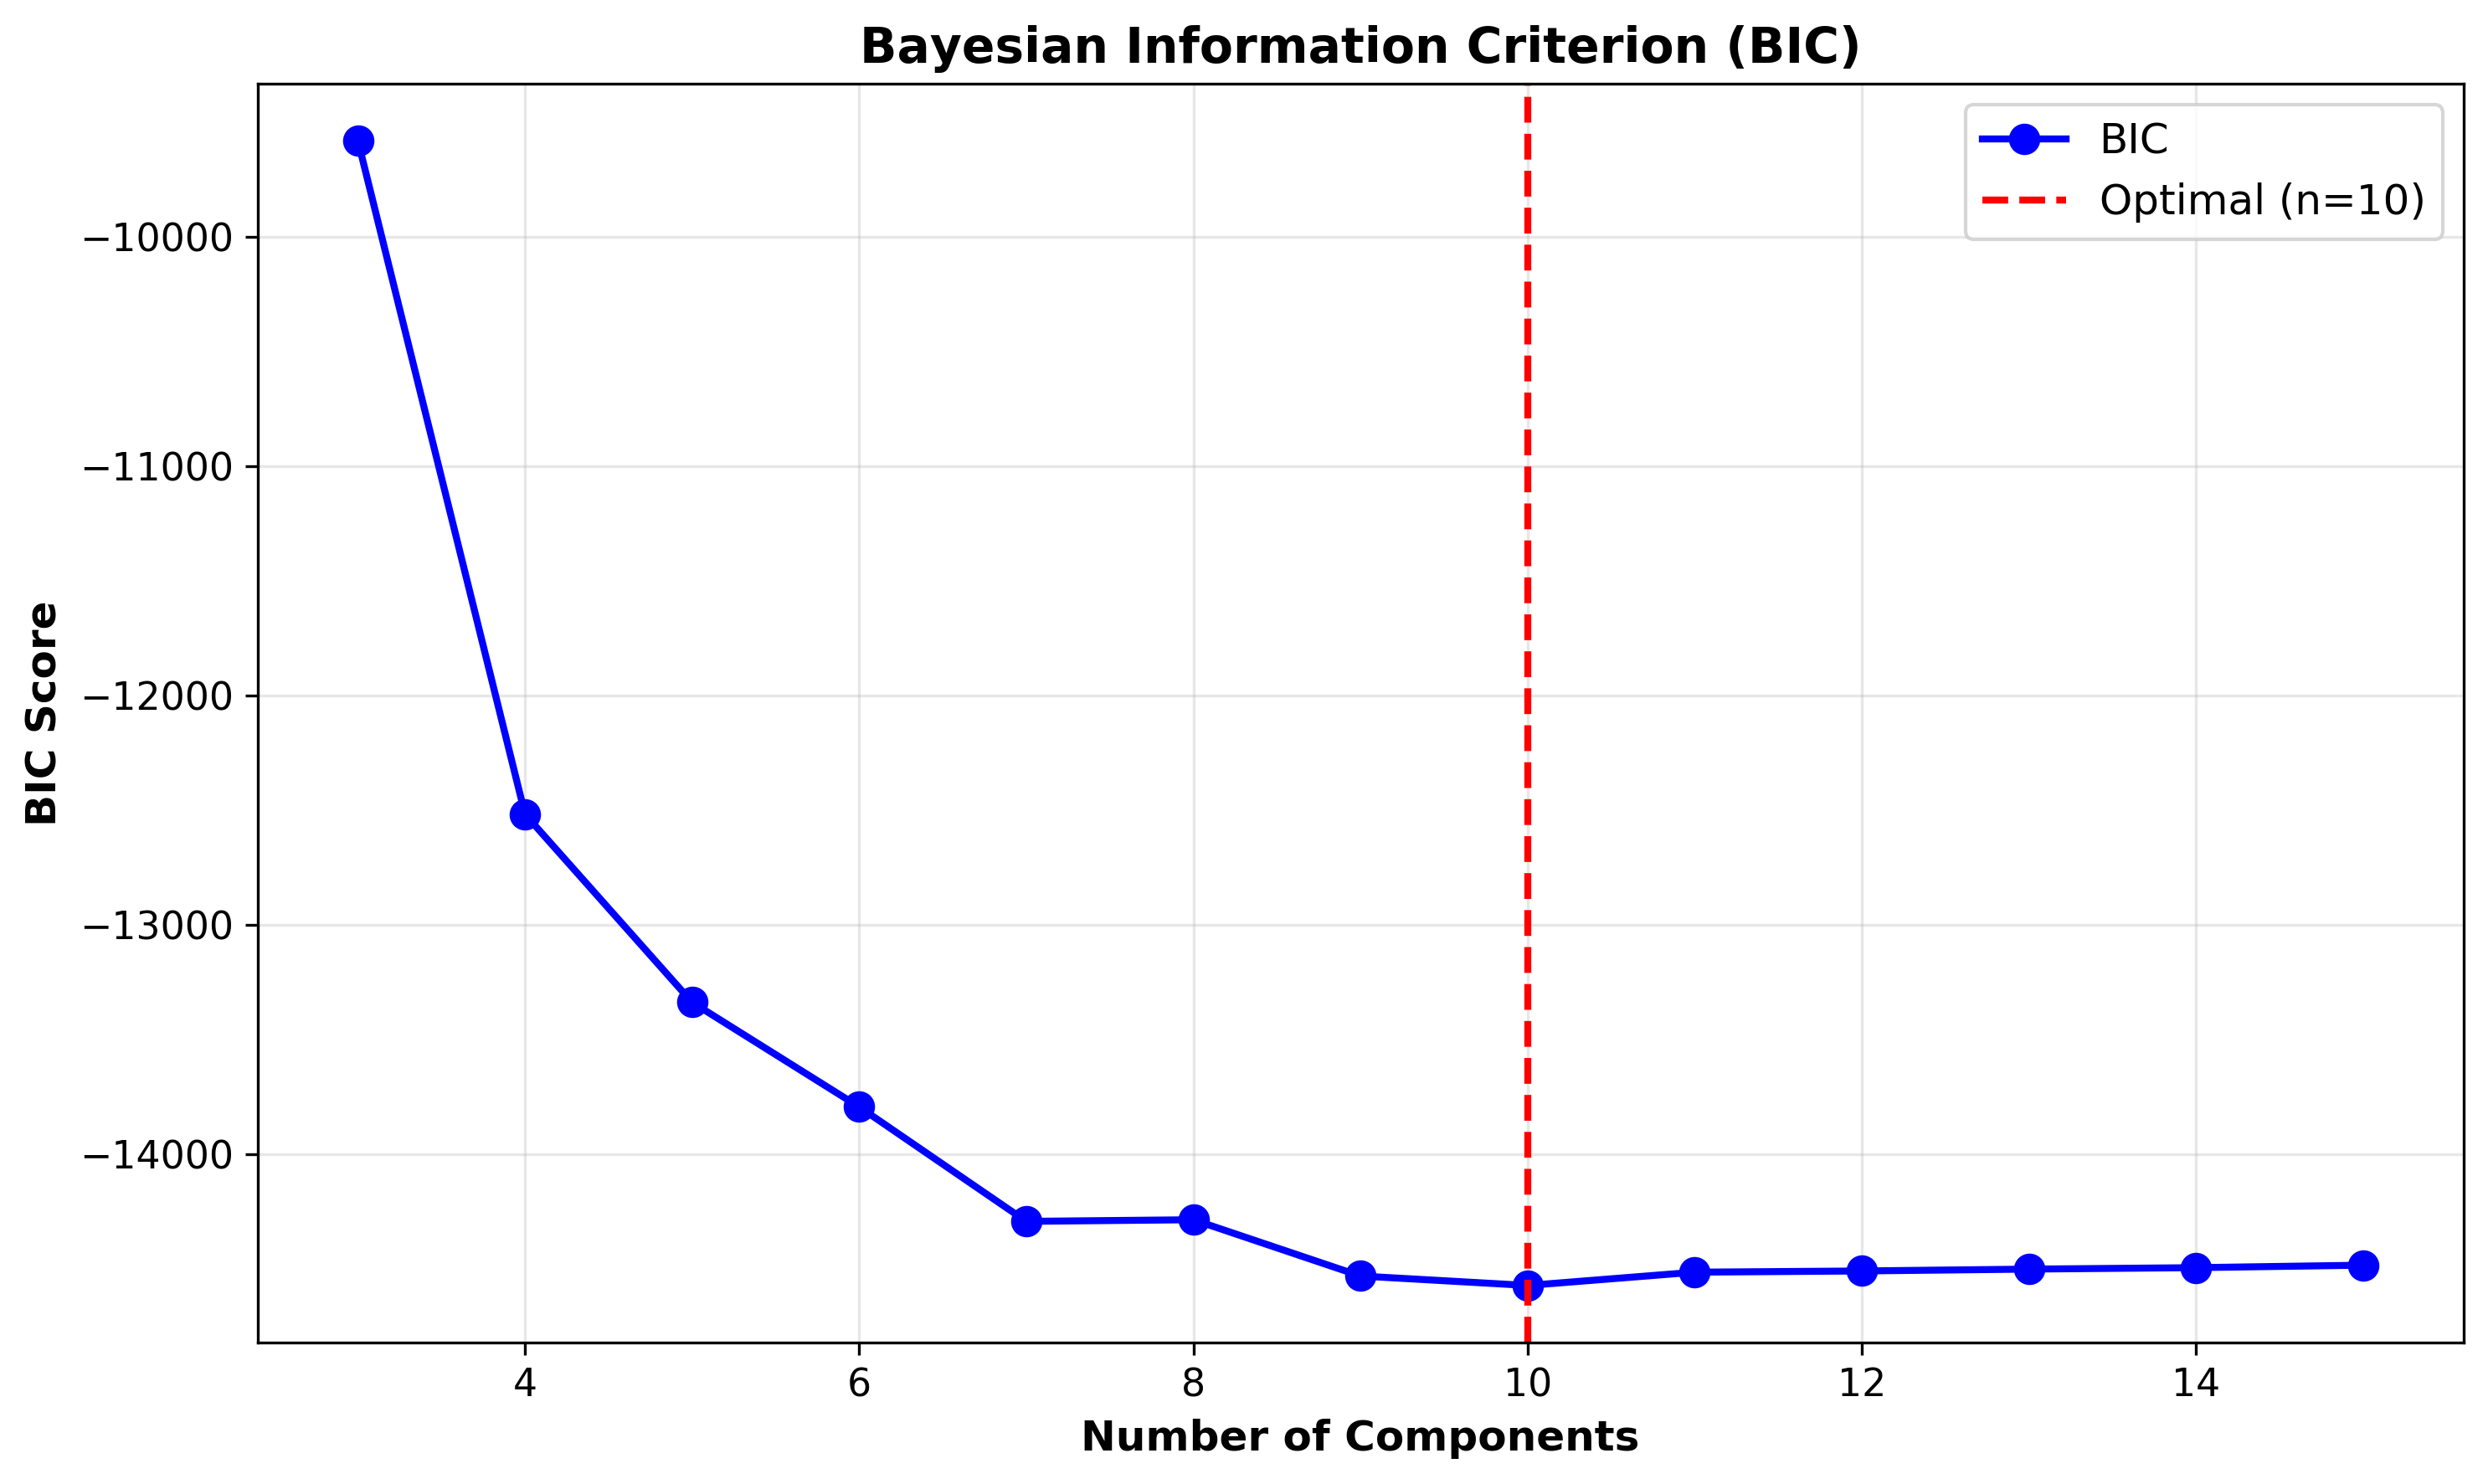 Bayesian Information Criterion (BIC)
BIC
Optimal (n=10)
−10000
−11000
−12000
−13000
−14000
BIC Score
4 6 8 10 12 14
Number of Components